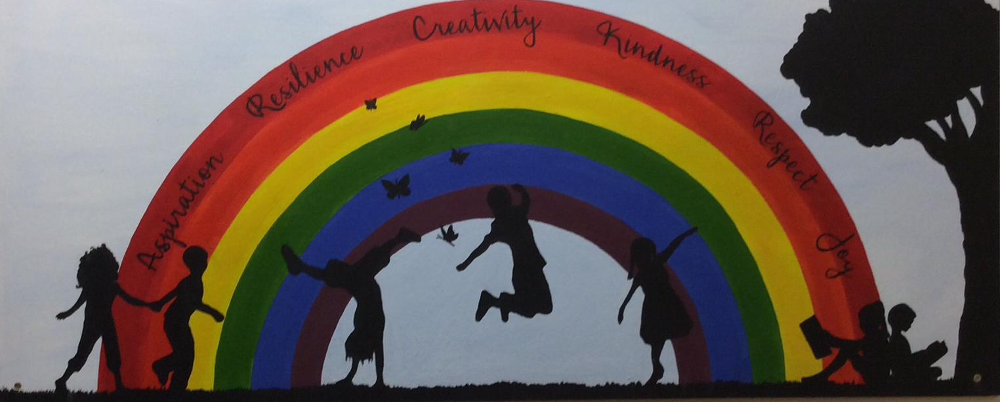 Aspiration
Resilience
Creativity
Kindness
Respect
Joy